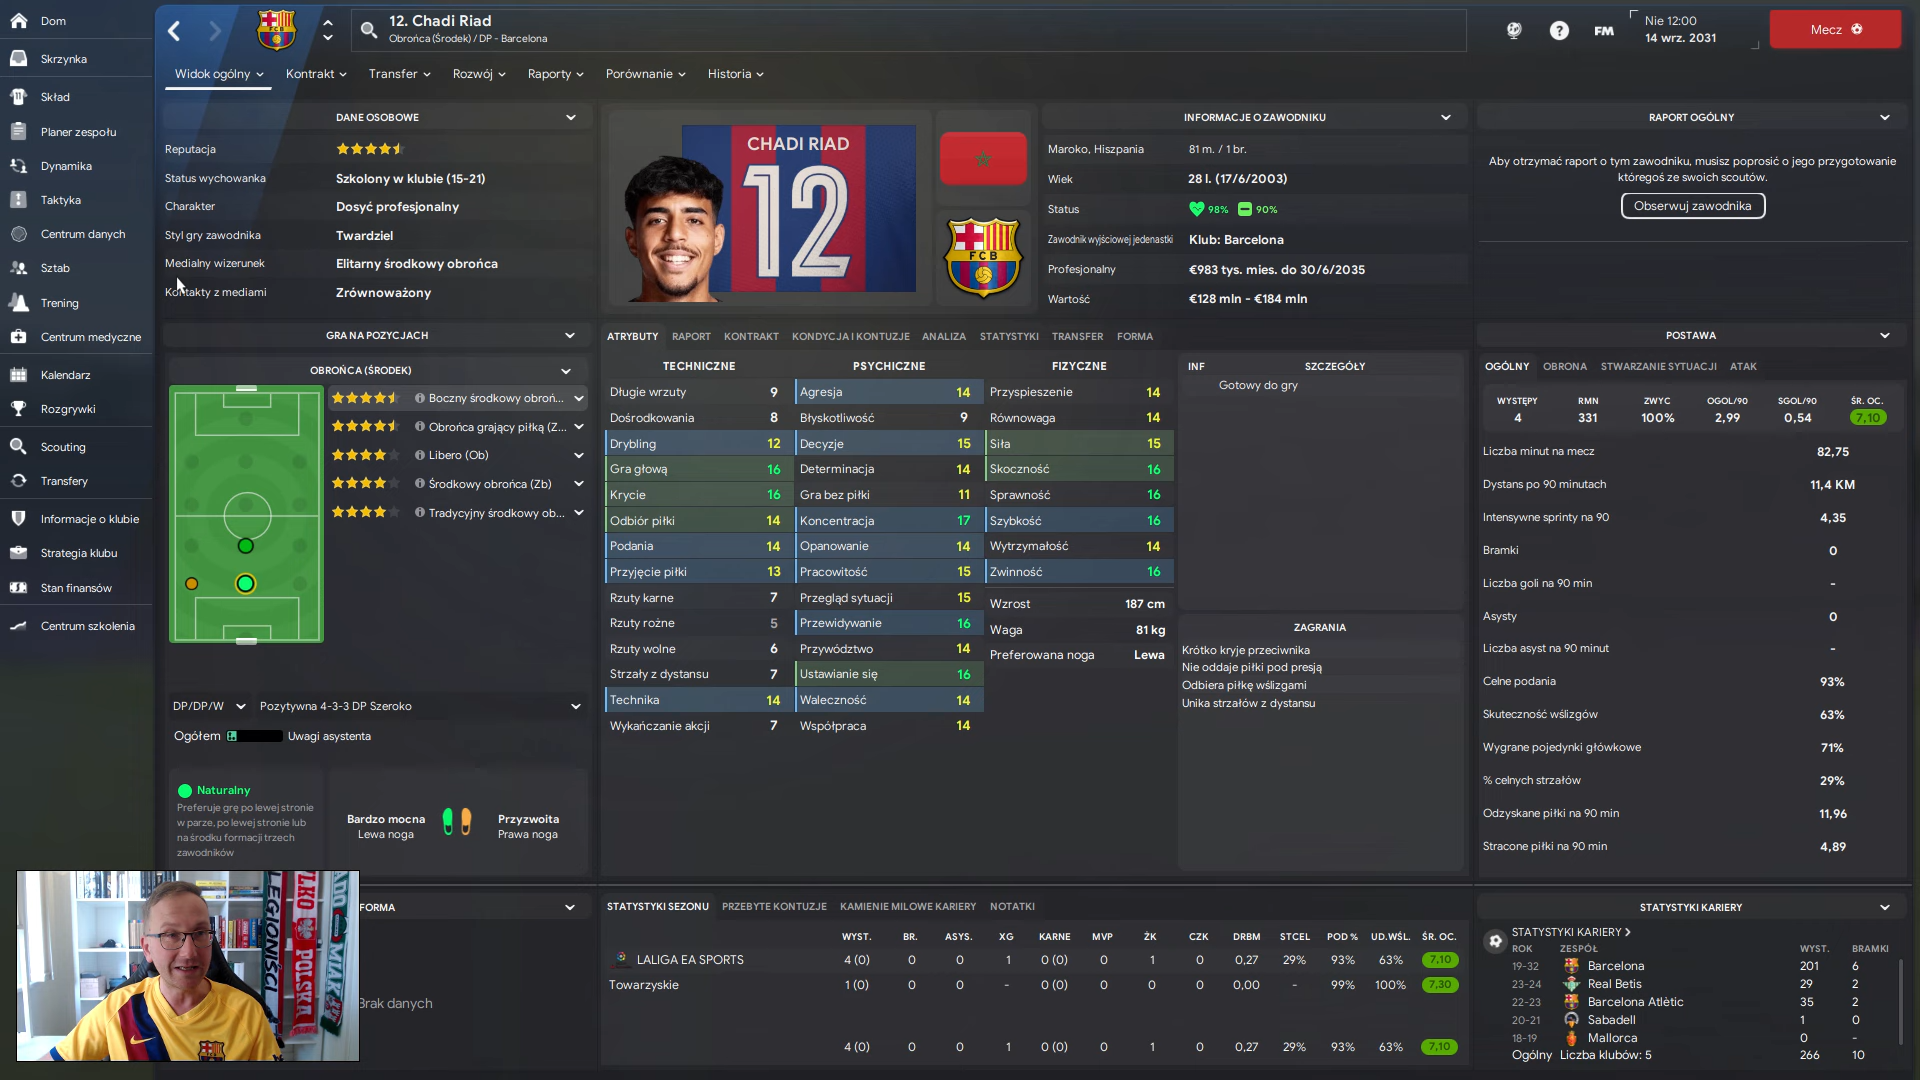 Dom
Skrzynka
Skład
Planer zespołu
Dynamika
Taktyka
Centrum danych
Sztab
Trening
Centrum medyczne
Kalendarz
Rozgrywki
Scouting
Transfery
Informacje o klubie
Strategia klubu
Stan finansów
Centrum szkolenia
12. Chadi Riad
Obrońca (Środek) / DP - Barcelona
FM
Nie 12:00
14 wrz. 2031
Mecz
Widok ogólny
Kontrakt
Transfer
Rozwój
Raporty
Porównanie
Historia
DANE OSOBOWE
Reputacja
Status wychowanka Szkolony w klubie (15-21)
Charakter Dosyć profesjonalny
Styl gry zawodnika Twardziel
Medialny wizerunek Elitarny środkowy obrońca
Kontakty z mediami Zrównoważony
CHADI RIAD
12
FCB
INFORMACJE O ZAWODNIKU
Maroko, Hiszpania 81 m. / 1 br.
Wiek 28 l. (17/6/2003)
Status 98% 90%
Zawodnik wyjściowej jedenastki Klub: Barcelona
Profesjonalny €983 tys. mies. do 30/6/2035
Wartość €128 mln - €184 mln
RAPORT OGÓLNY
Aby otrzymać raport o tym zawodniku, musisz poprosić o jego przygotowanie
któregoś ze swoich scoutów.
Obserwuj zawodnika
GRA NA POZYCJACH
OBROŃCA (ŚRODEK)
Boczny środkowy obroń...
Obrońca grający piłką (Z...
Libero (Ob)
Środkowy obrońca (Zb)
Tradycyjny środkowy ob...
DP/DP/W Pozytywna 4-3-3 DP Szeroko
Ogółem Uwagi asystenta
Naturalny
Preferuje grę po lewej stronie
w parze, po lewej stronie lub
na środku formacji trzech
zawodników
Bardzo mocna
Lewa noga
Przyzwoita
Prawa noga
ATRYBUTY RAPORT KONTRAKT KONDYCJA I KONTUZJE ANALIZA STATYSTYKI TRANSFER FORMA
TECHNICZNE
Długie wrzuty 9
Dośrodkowania 8
Drybling 12
Gra głową 16
Krycie 16
Odbiór piłki 14
Podania 14
Przyjęcie piłki 13
Rzuty karne 7
Rzuty rożne 5
Rzuty wolne 6
Strzały z dystansu 7
Technika 14
Wykańczanie akcji 7
PSYCHICZNE
Agresja 14
Błyskotliwość 9
Decyzje 15
Determinacja 14
Gra bez piłki 11
Koncentracja 17
Opanowanie 14
Pracowitość 15
Przegląd sytuacji 15
Przewidywanie 16
Przywództwo 14
Ustawianie się 16
Waleczność 14
Współpraca 14
FIZYCZNE
Przyspieszenie 14
Równowaga 14
Siła 15
Skoczność 16
Sprawność 16
Szybkość 16
Wytrzymałość 14
Zwinność 16
Wzrost 187 cm
Waga 81 kg
Preferowana noga Lewa
INF SZCZEGÓŁY
Gotowy do gry
ZAGRANIA
Krótko kryje przeciwnika
Nie oddaje piłki pod presją
Odbiera piłkę wślizgami
Unika strzałów z dystansu
POSTAWA
OGÓLNY OBRONA STWARZANIE SYTUACJI ATAK
WYSTĘPY RMN ZWYC OGOL/90 SGOL/90 ŚR. OC.
4 331 100% 2,99 0,54 7,10
Liczba minut na mecz 82,75
Dystans po 90 minutach 11,4 KM
Intensywne sprinty na 90 4,35
Bramki 0
Liczba goli na 90 min -
Asysty 0
Liczba asyst na 90 minut -
Celne podania 93%
Skuteczność wślizgów 63%
Wygrane pojedynki główkowe 71%
% celnych strzałów 29%
Odzyskane piłki na 90 min 11,96
Stracone piłki na 90 min 4,89
FORMA
Brak danych
STATYSTYKI SEZONU PRZEBYTE KONTUZJE KAMIENIE MILOWE KARIERY NOTATKI
WYST. BR. ASYS. XG KARNE MVP ŻK CZK DRBM STCEL POD % UD.WŚL. ŚR. OC.
LALIGA EA SPORTS 4 (0) 0 0 1 0 (0) 0 1 0 0,27 29% 93% 63% 7,10
Towarzyskie 1 (0) 0 0 - 0 (0) 0 0 0 0,00 - 99% 100% 7,30
4 (0) 0 0 1 0 (0) 0 1 0 0,27 29% 93% 63% 7,10
STATYSTYKI KARIERY
STATYSTYKI KARIERY
ROK ZESPÓŁ WYST. BRAMKI
19-32 Barcelona 201 6
23-24 Real Betis 29 2
22-23 Barcelona Atlètic 35 2
20-21 Sabadell 1 0
18-19 Mallorca 0 -
Ogólny Liczba klubów: 5 266 10
LEGIONIŚCI
POLSKA